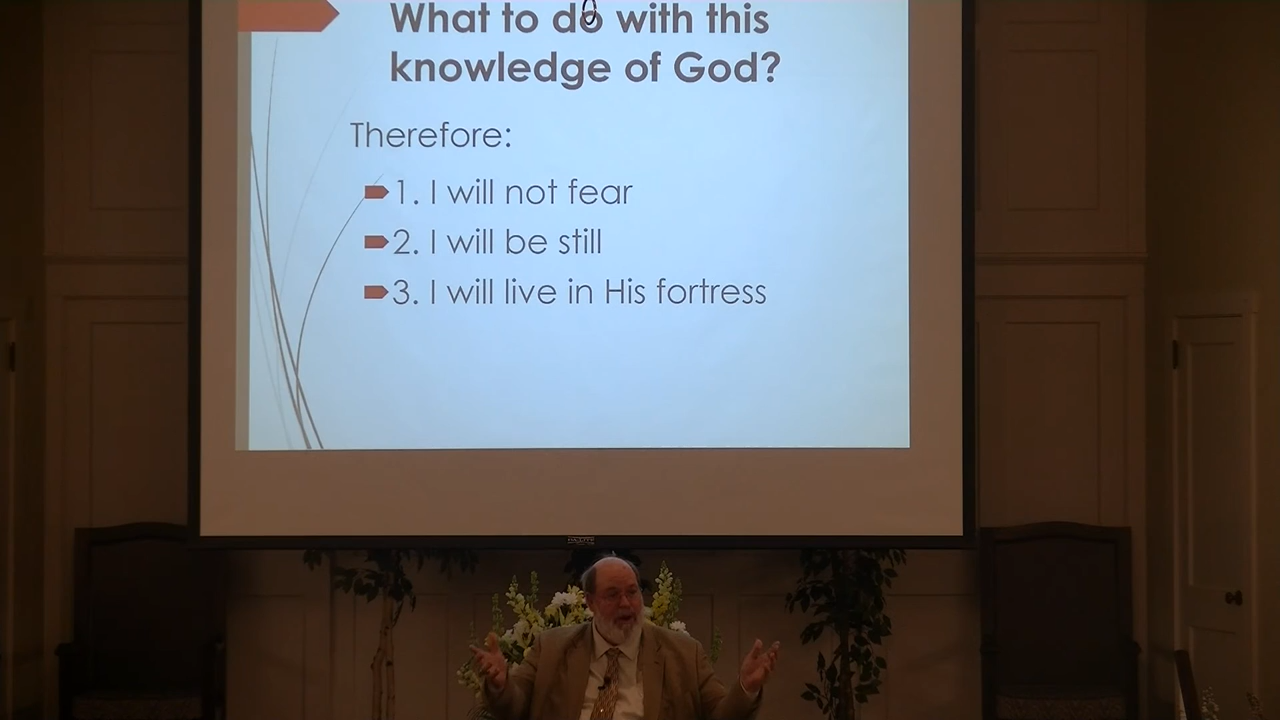 What to do with this
knowledge of God?
Therefore:
1. I will not fear
2. I will be still
3. I will live in His fortress